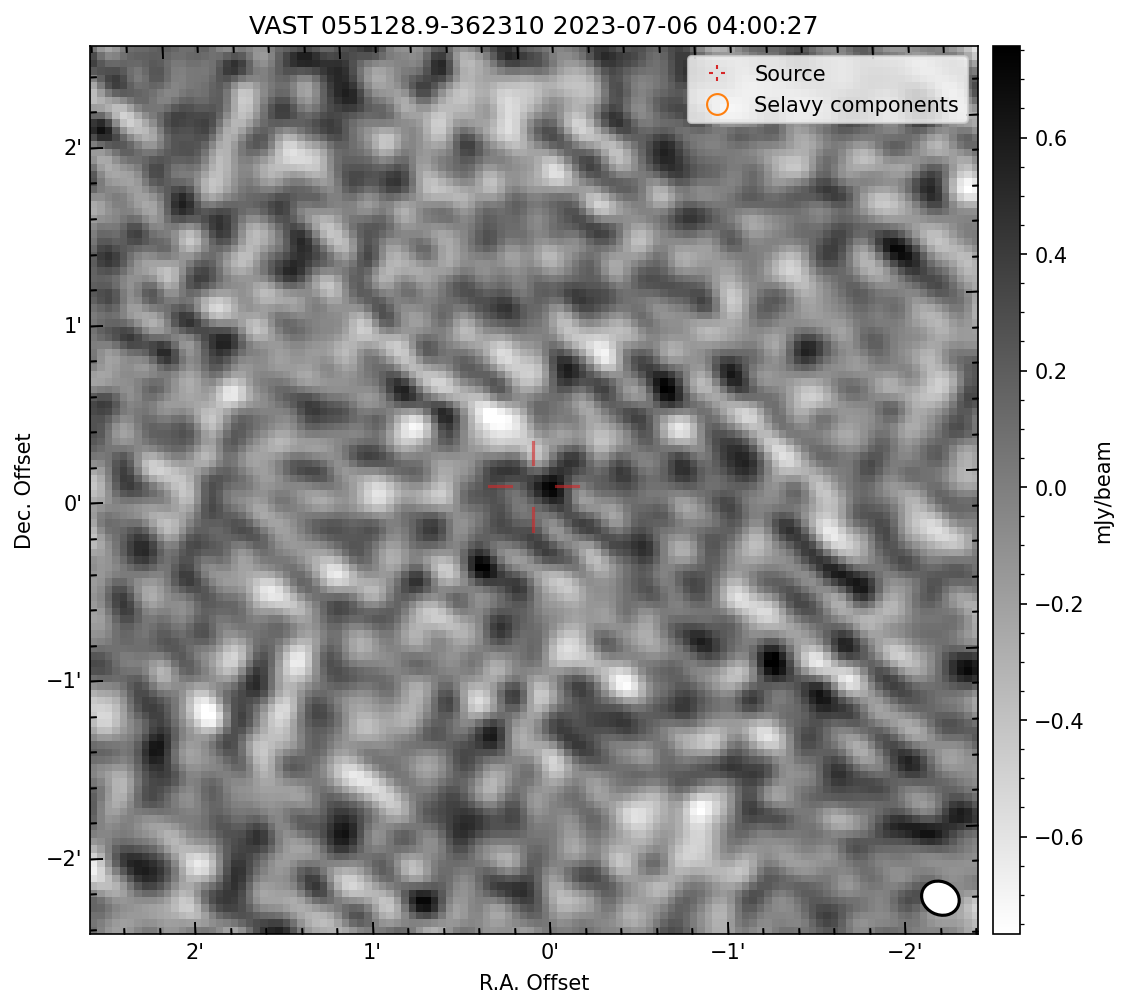 VAST 055128.9-362310 2023-07-06 04:00:27
Source
Selavy components
2'
1'
0'
−1'
−2'
Dec. Offset
2'
1'
0'
−1'
−2'
R.A. Offset
0.6
0.4
0.2
0.0
−0.2
−0.4
−0.6
mJy/beam